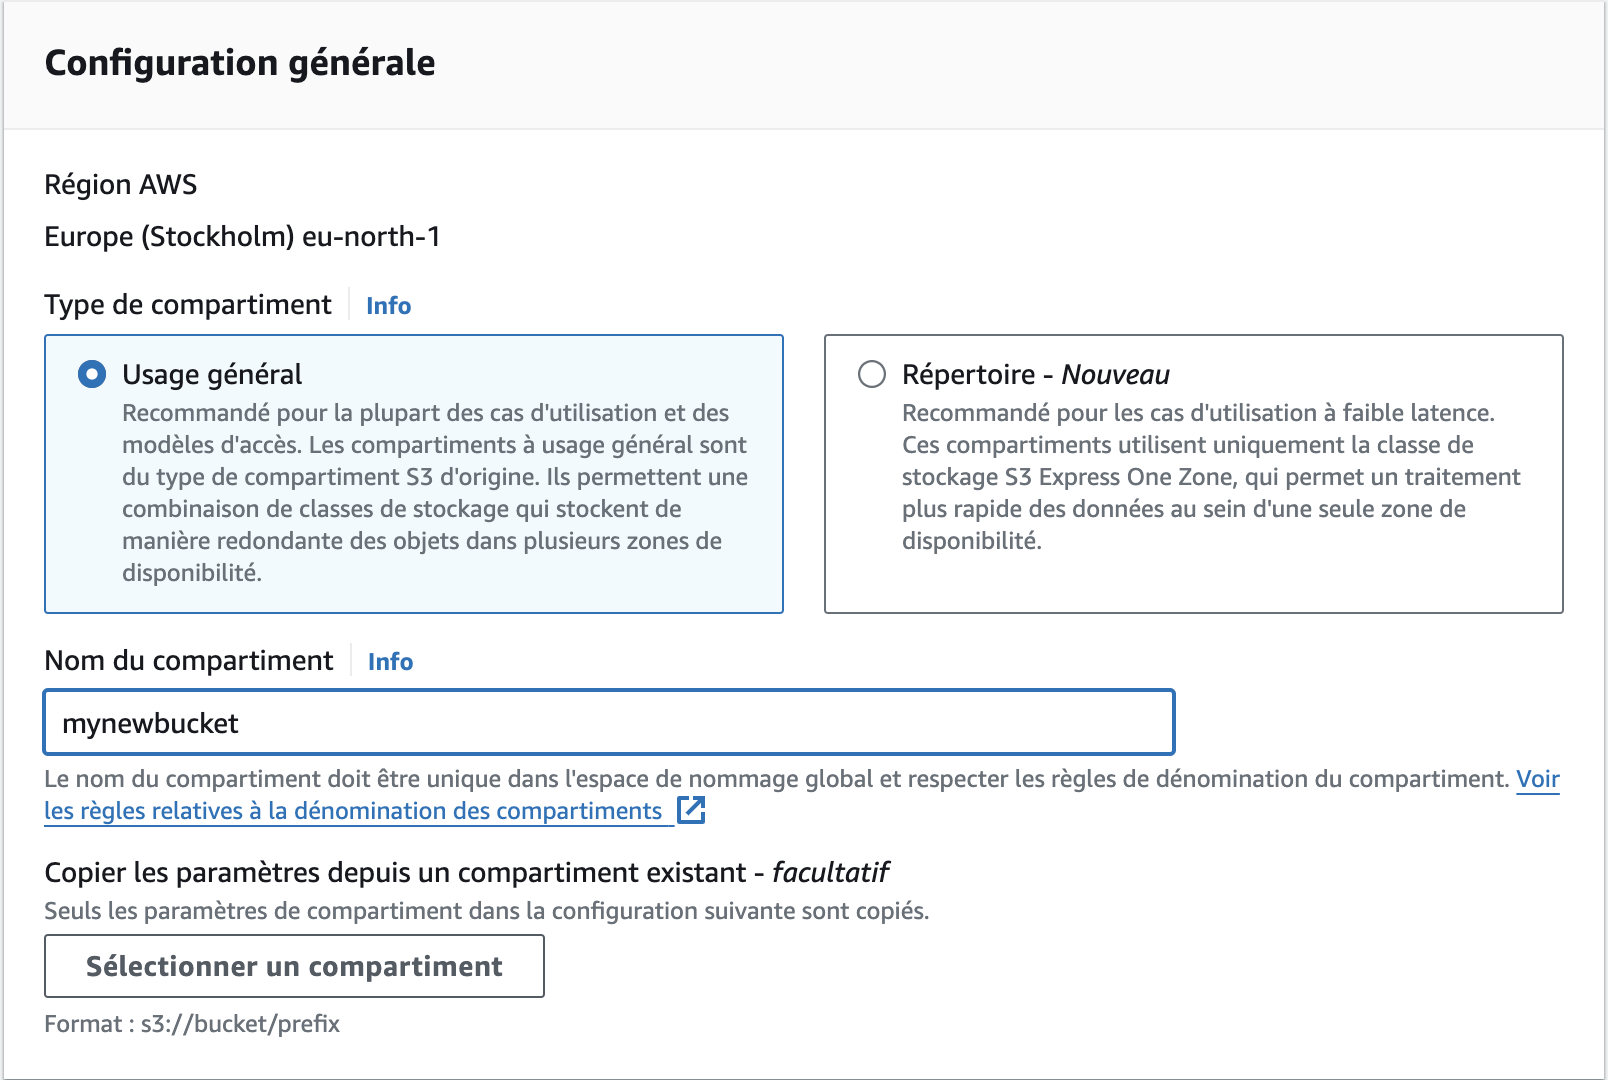 Configuration générale
Région AWS
Europe (Stockholm) eu-north-1
Type de compartiment Info
Usage général
Recommandé pour la plupart des cas d'utilisation et des
modèles d'accès. Les compartiments à usage général sont
du type de compartiment S3 d'origine. Ils permettent une
combinaison de classes de stockage qui stockent de
manière redondante des objets dans plusieurs zones de
disponibilité.
Répertoire - Nouveau
Recommandé pour les cas d'utilisation à faible latence.
Ces compartiments utilisent uniquement la classe de
stockage S3 Express One Zone, qui permet un traitement
plus rapide des données au sein d'une seule zone de
disponibilité.
Nom du compartiment Info
mynewbucket
Le nom du compartiment doit être unique dans l'espace de nommage global et respecter les règles de dénomination du compartiment. Voir
les règles relatives à la dénomination des compartiments
Copier les paramètres depuis un compartiment existant - facultatif
Seuls les paramètres de compartiment dans la configuration suivante sont copiés.
Sélectionner un compartiment
Format : s3://bucket/prefix